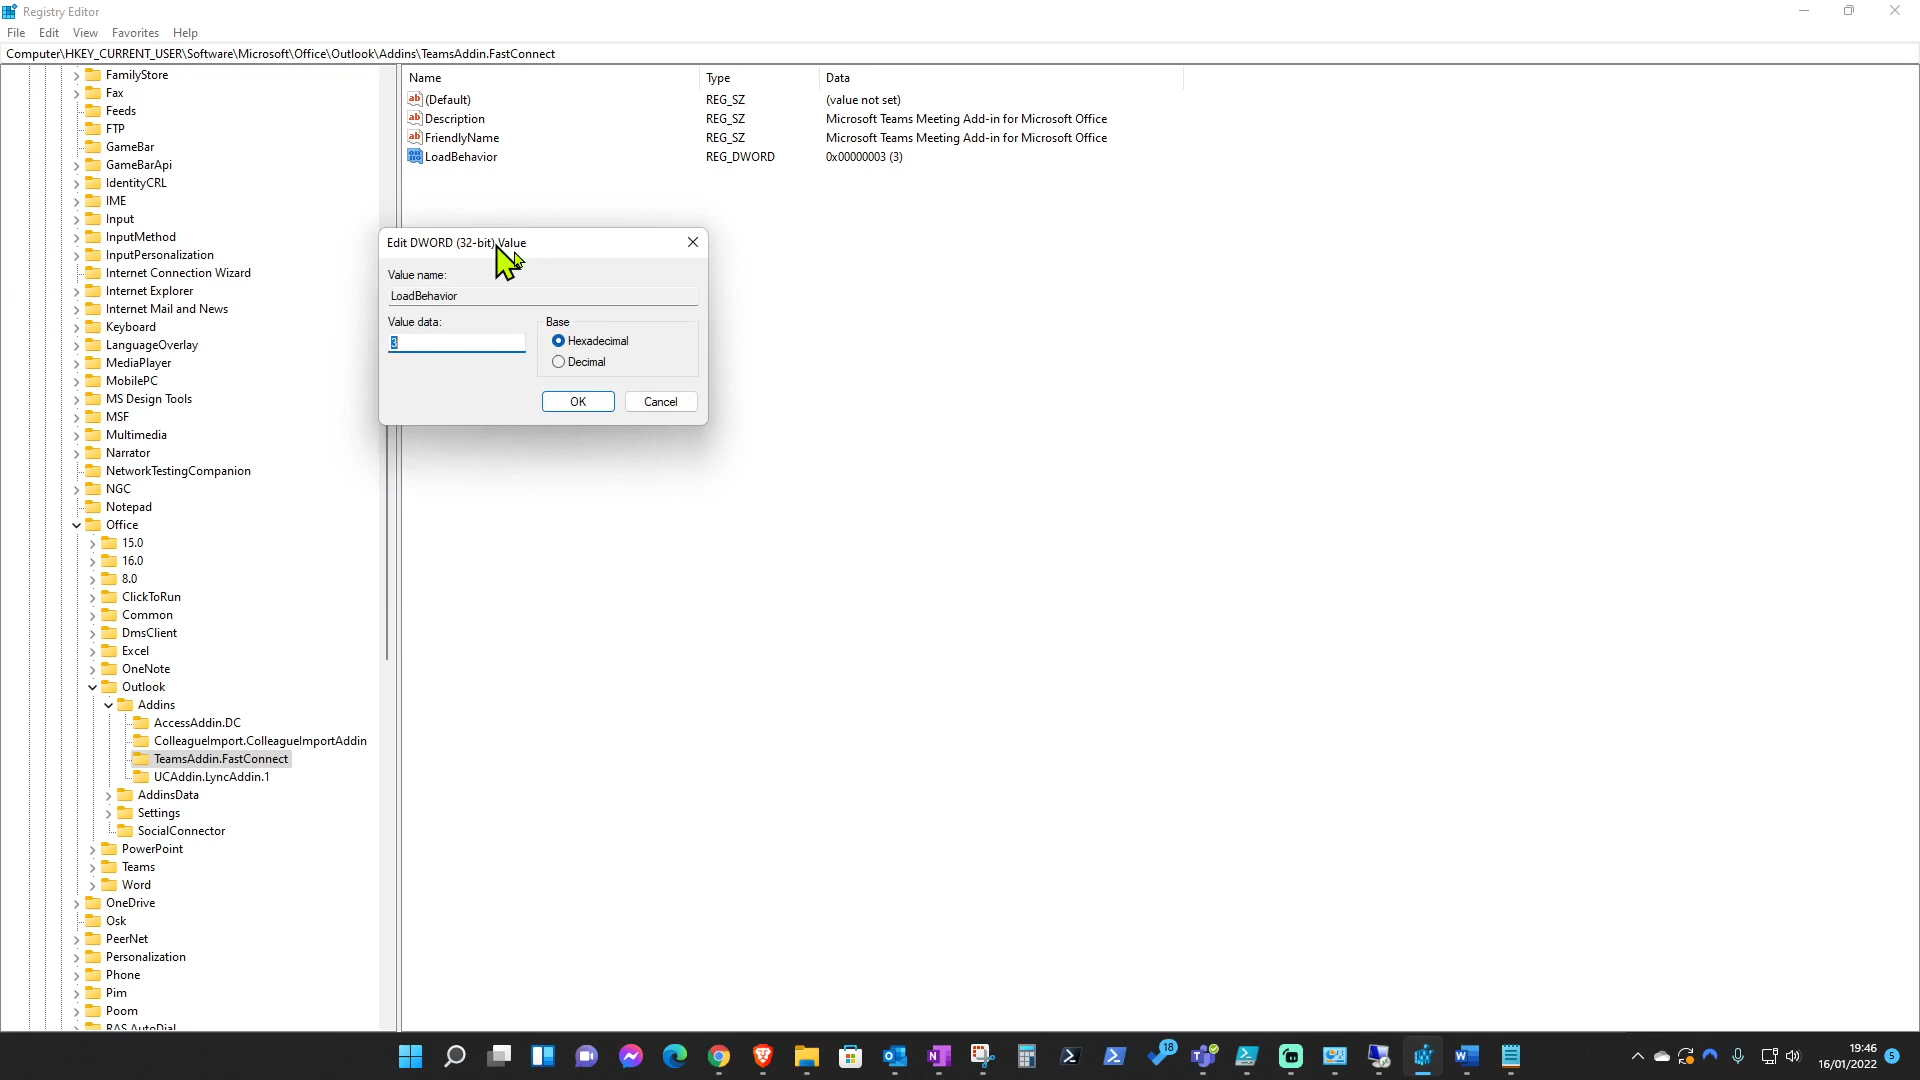 Registry Editor
File Edit View Favorites Help
Computer\HKEY_CURRENT_USER\Software\Microsoft\Office\Outlook\Addins\TeamsAddin.FastConnect
FamilyStore
Fax
Feeds
FTP
GameBar
GameBarApi
IdentityCRL
IME
Input
InputMethod
InputPersonalization
Internet Connection Wizard
Internet Explorer
Internet Mail and News
Keyboard
LanguageOverlay
MediaPlayer
MobilePC
MS Design Tools
MSF
Multimedia
Narrator
NetworkTestingCompanion
NGC
Notepad
Office
15.0
16.0
8.0
ClickToRun
Common
DmsClient
Excel
OneNote
Outlook
Addins
AccessAddin.DC
ColleagueImport.ColleagueImportAddin
TeamsAddin.FastConnect
UCAddin.LyncAddin.1
AddinsData
Settings
SocialConnector
PowerPoint
Teams
Word
OneDrive
Osk
PeerNet
Personalization
Phone
Pim
Poom
RAS AutoDial
Name Type Data
(Default) REG_SZ (value not set)
Description REG_SZ Microsoft Teams Meeting Add-in for Microsoft Office
FriendlyName REG_SZ Microsoft Teams Meeting Add-in for Microsoft Office
LoadBehavior REG_DWORD 0x00000003 (3)
Edit DWORD (32-bit) Value
Value name:
LoadBehavior
Value data: Base
3 Hexadecimal
Decimal
OK Cancel
18
19:46
16/01/2022 5